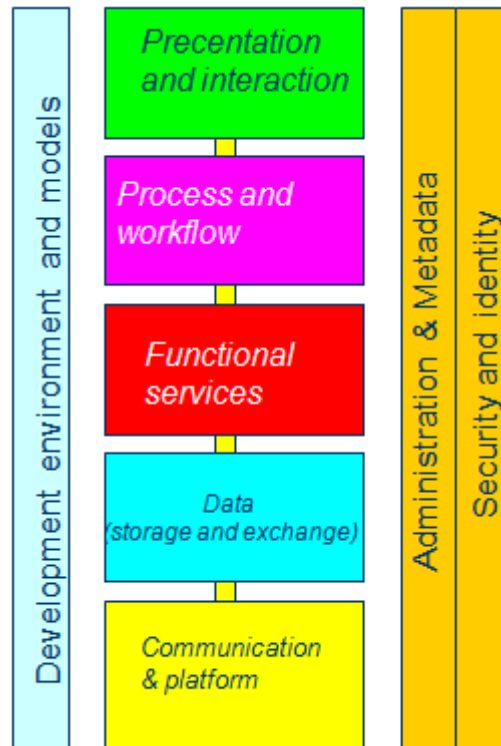 Development environment and models
Precentation
and interaction
Process and
workflow
Functional
services
Data
(storage and exchange)
Communication
& platform
Administration & Metadata
Security and identity